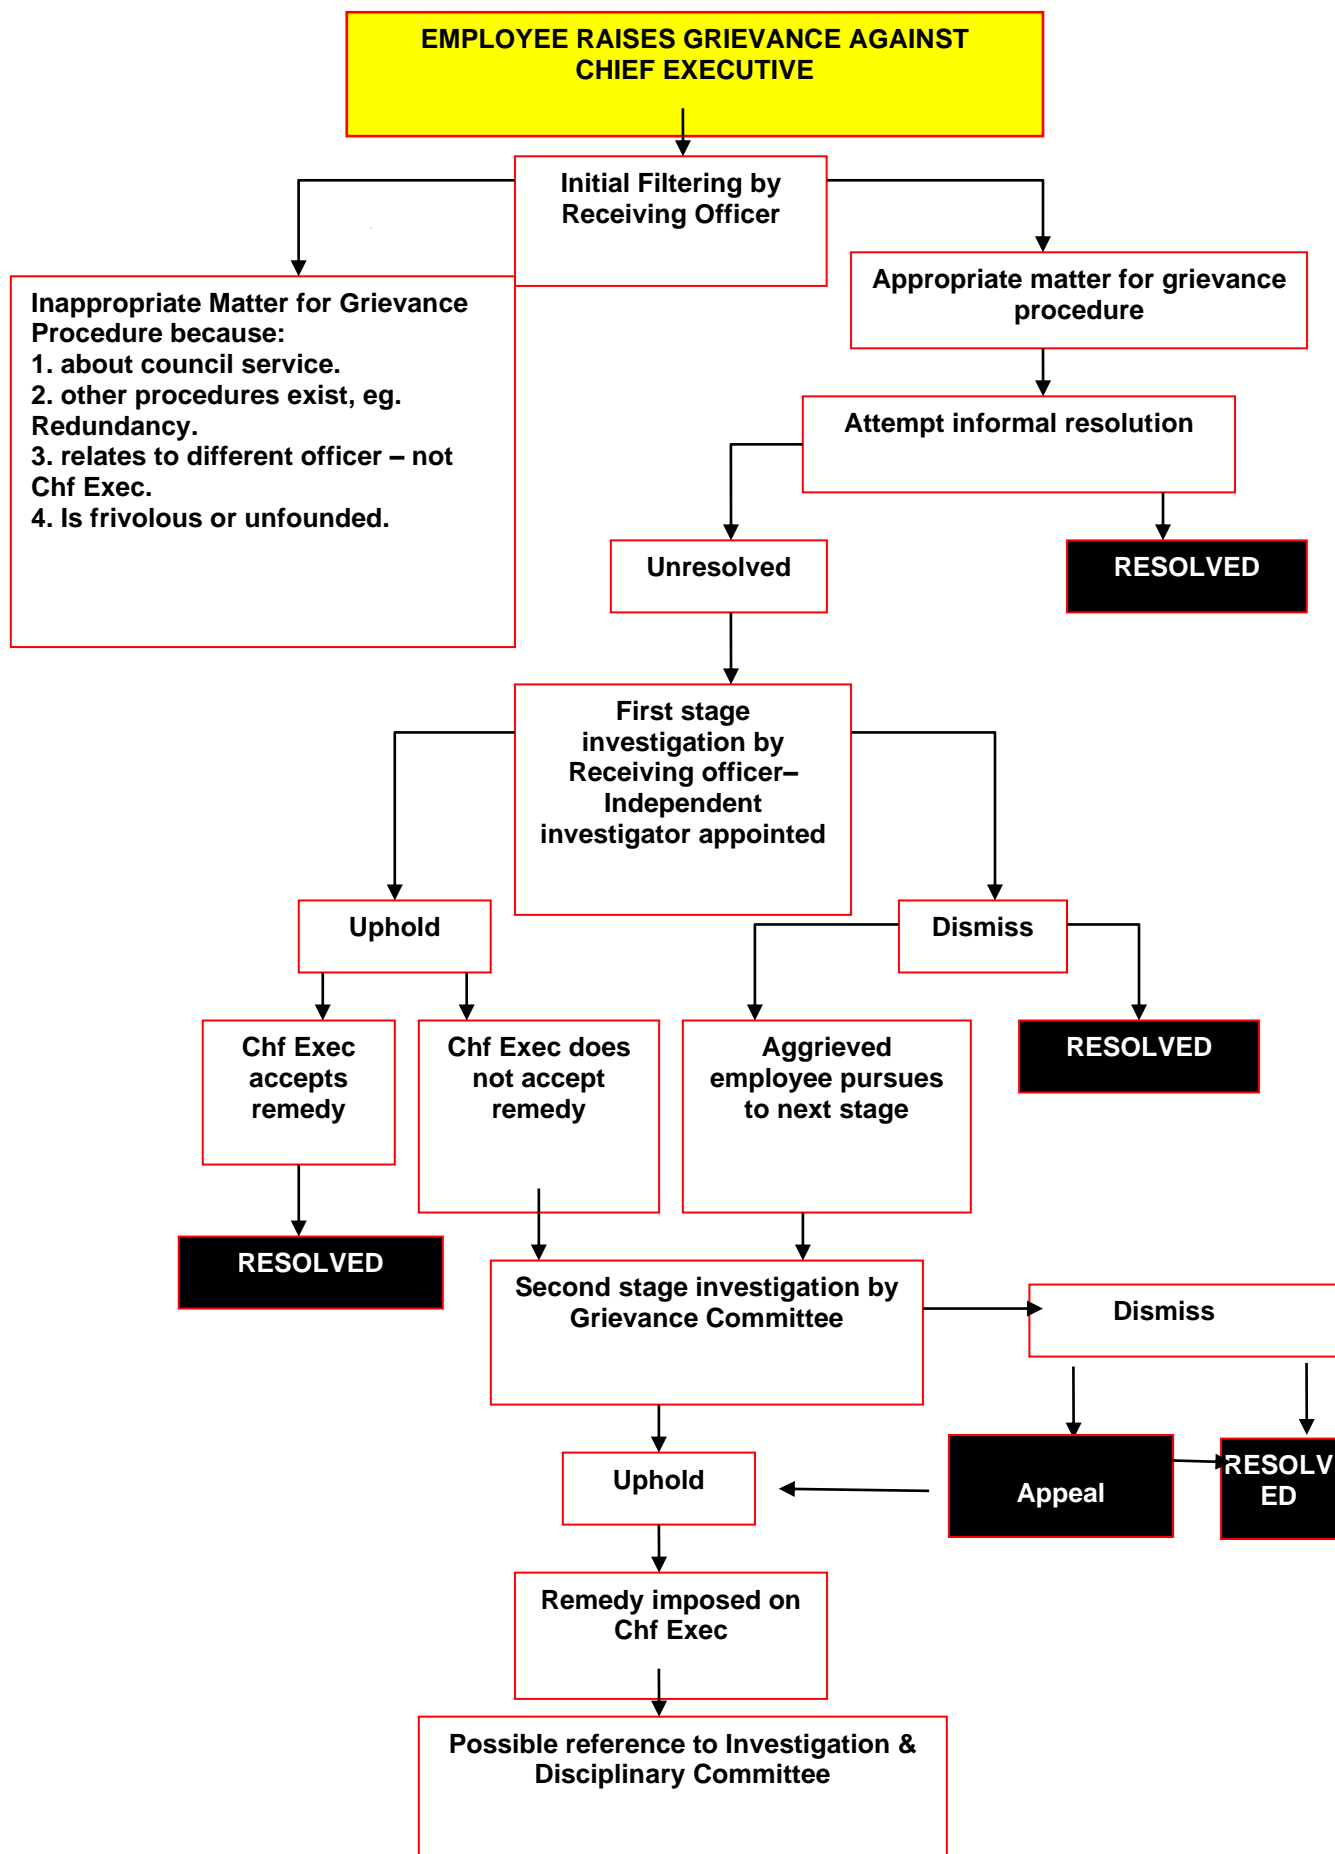 EMPLOYEE RAISES GRIEVANCE AGAINST
CHIEF EXECUTIVE
Initial Filtering by
Receiving Officer
Inappropriate Matter for Grievance
Procedure because:
1. about council service.
2. other procedures exist, eg.
Redundancy.
3. relates to different officer – not
Chf Exec.
4. Is frivolous or unfounded.
Appropriate matter for grievance
procedure
Attempt informal resolution
Unresolved
RESOLVED
First stage
investigation by
Receiving officer–
Independent
investigator appointed
Uphold
Dismiss
Chf Exec
accepts
remedy
Chf Exec does
not accept
remedy
Aggrieved
employee pursues
to next stage
RESOLVED
RESOLVED
Second stage investigation by
Grievance Committee
Dismiss
Uphold
Appeal
RESOLV
ED
Remedy imposed on
Chf Exec
Possible reference to Investigation &
Disciplinary Committee